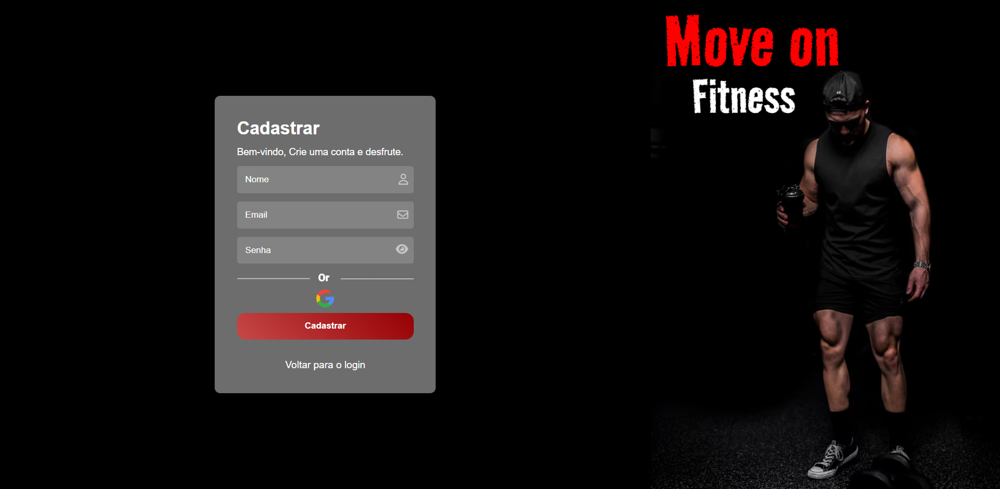 Move on
Fitness
Cadastrar
Bem-vindo, Crie uma conta e desfrute.
Nome
Email
Senha
Or
Cadastrar
Voltar para o login